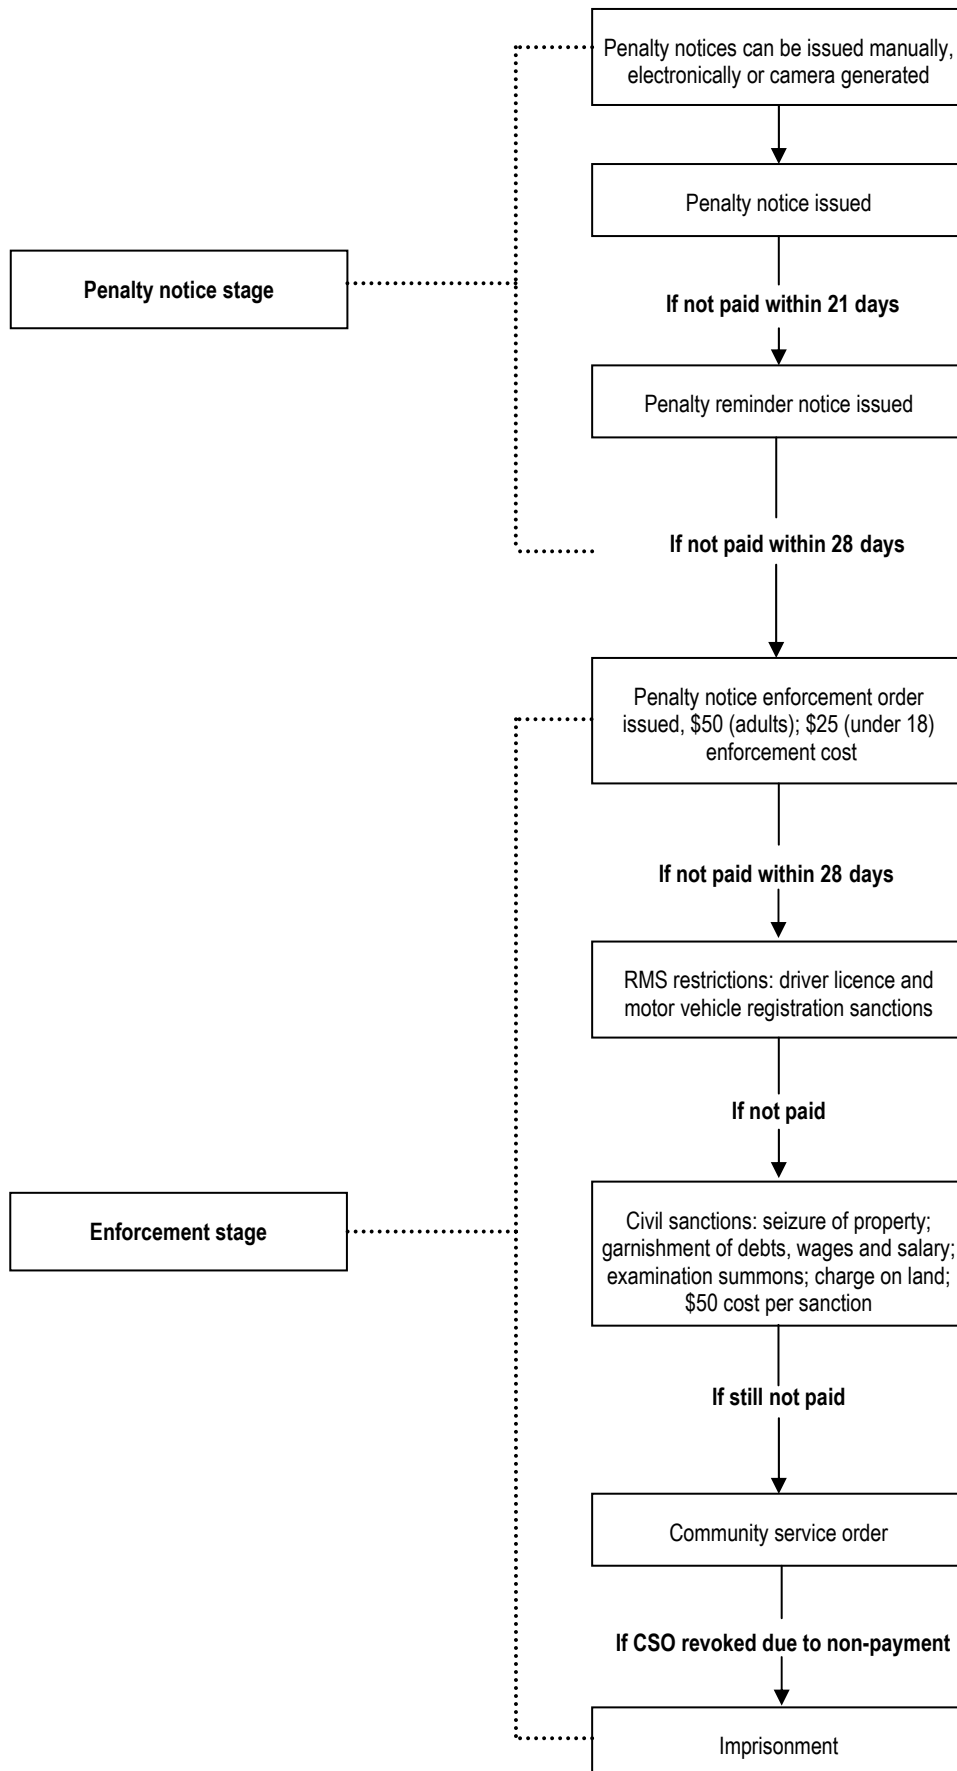 Penalty notices can be issued manually,
electronically or camera generated
Penalty notice issued
Penalty notice stage
If not paid within 21 days
Penalty reminder notice issued
If not paid within 28 days
Penalty notice enforcement order
issued, $50 (adults); $25 (under 18)
enforcement cost
If not paid within 28 days
RMS restrictions: driver licence and
motor vehicle registration sanctions
If not paid
Enforcement stage
Civil sanctions: seizure of property;
garnishment of debts, wages and salary;
examination summons; charge on land;
$50 cost per sanction
If still not paid
Community service order
If CSO revoked due to non-payment
Imprisonment